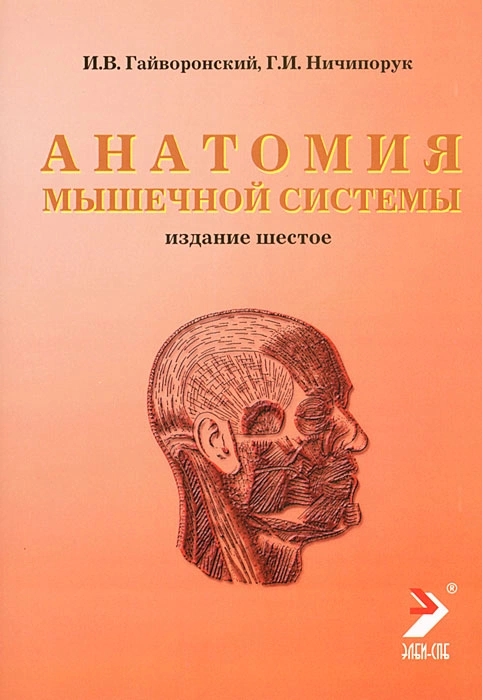 И.В. Гайворонский, Г.И. Ничипорук
АНАТОМИЯ
МЫШЕЧНОЙ СИСТЕМЫ
издание шестое
®
ЭЛБИ-СПБ